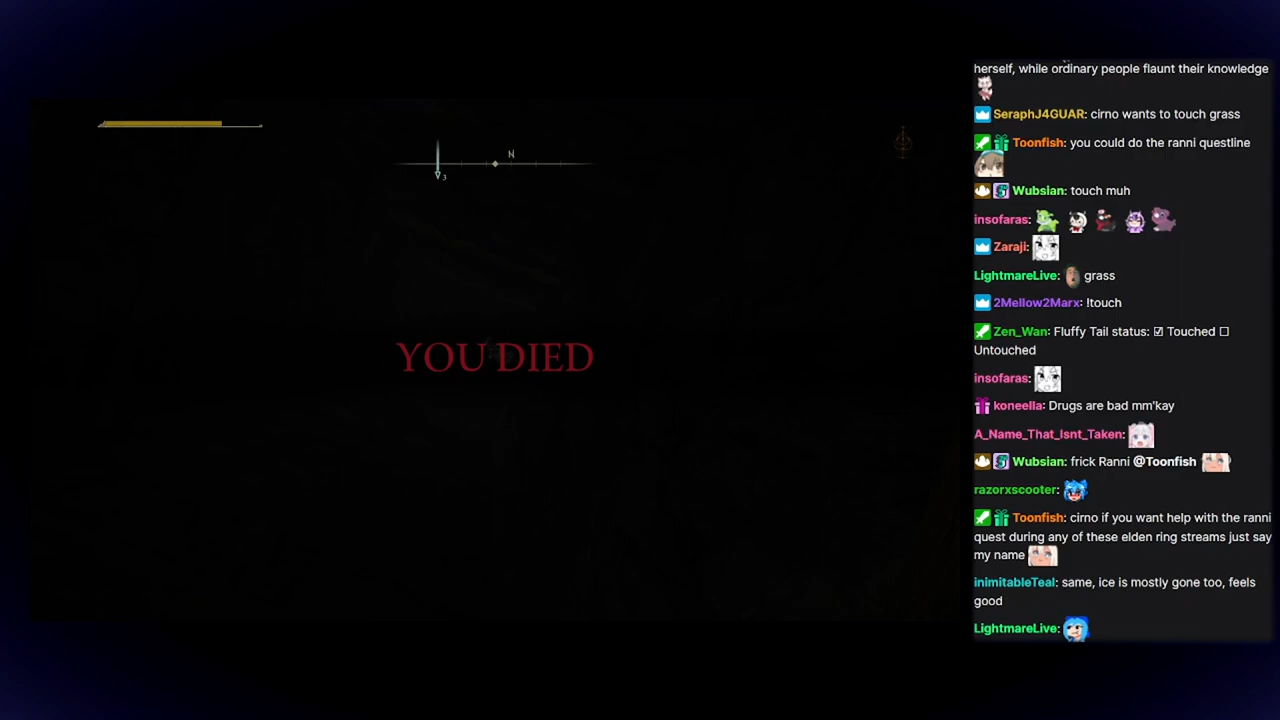 N
3
YOU DIED
herself, while ordinary people flaunt their knowledge
SeraphJ4GUAR: cirno wants to touch grass
Toonfish: you could do the ranni questline
Wubsian: touch muh
insofaras:
Zaraji:
LightmareLive: grass
2Mellow2Marx: !touch
Zen_Wan: Fluffy Tail status: ☑ Touched ☐
Untouched
insofaras:
koneella: Drugs are bad mm'kay
A_Name_That_Isnt_Taken:
Wubsian: frick Ranni @Toonfish
razorxscooter:
Toonfish: cirno if you want help with the ranni
quest during any of these elden ring streams just say
my name
inimitableTeal: same, ice is mostly gone too, feels
good
LightmareLive: